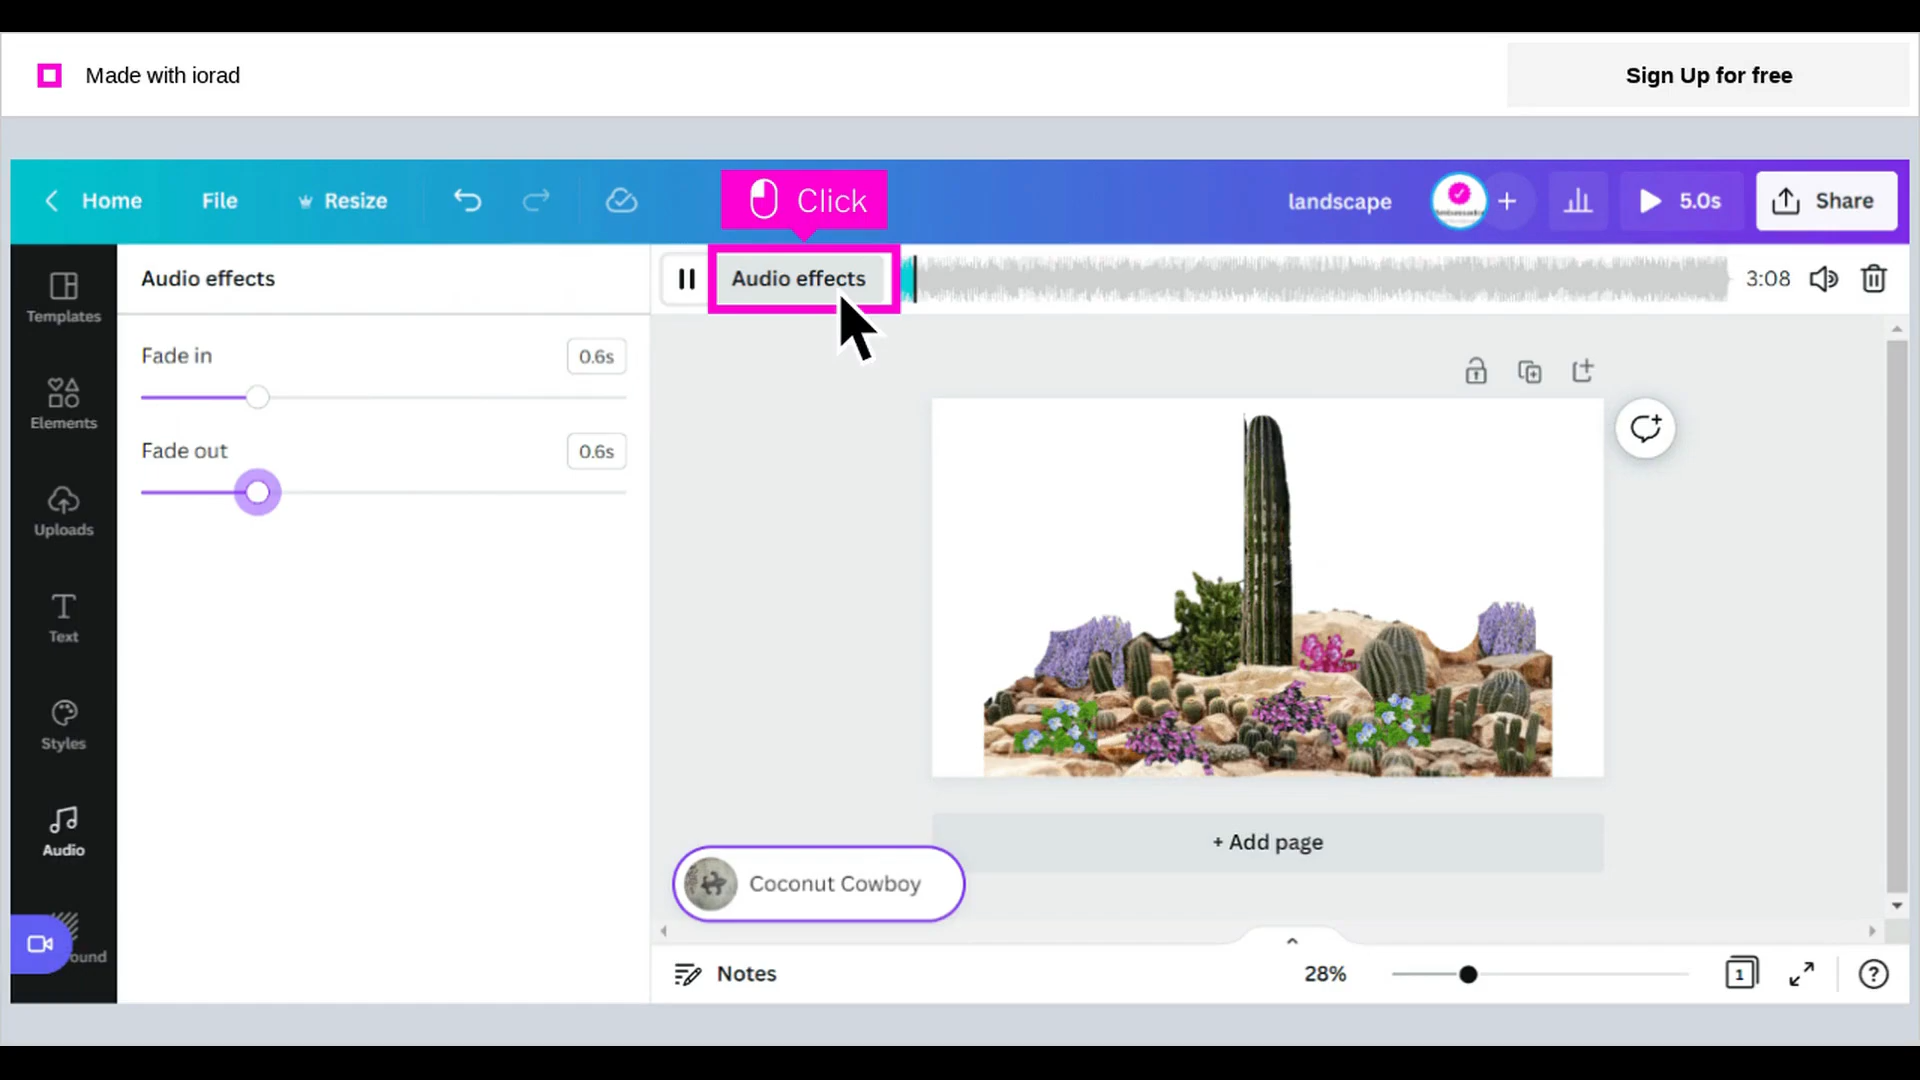 Made with iorad
Sign Up for free
Home
File
Resize
Click
landscape
5.0s
Share
Templates
Elements
Uploads
Text
Styles
Audio
ound
Audio effects
Fade in
0.6s
Fade out
0.6s
Audio effects
3:08
+ Add page
Coconut Cowboy
Notes
28%
1
?